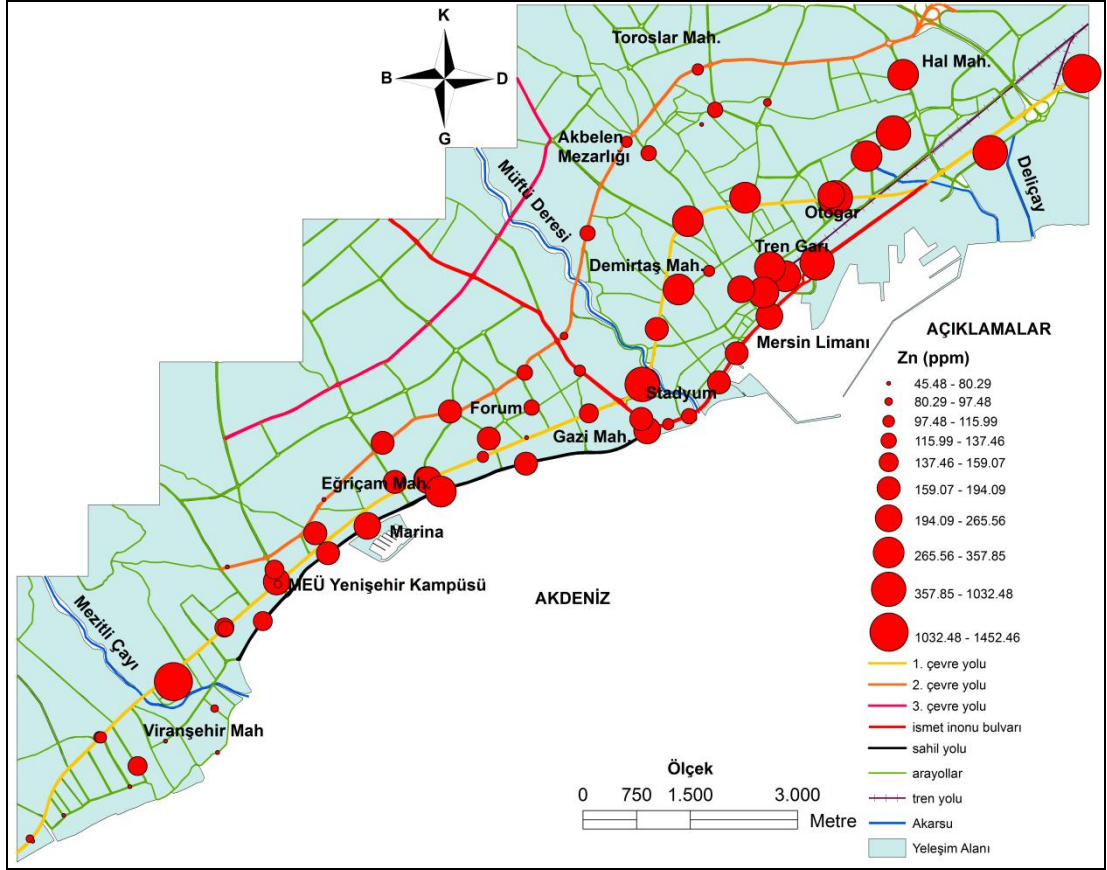 K
B
D
G
Toroslar Mah.
Hal Mah.
Akbelen
Mezarlığı
Müftü Deresi
Deliçay
Otogar
Tren Garı
Demirtaş Mah.
Mersin Limanı
Stadyum
Forum
Gazi Mah.
Eğriçam Mah.
Marina
MEÜ Yenişehir Kampüsü
AKDENİZ
Mezitli Çayı
Viranşehir Mah
AÇIKLAMALAR
Zn (ppm)
45.48 - 80.29
80.29 - 97.48
97.48 - 115.99
115.99 - 137.46
137.46 - 159.07
159.07 - 194.09
194.09 - 265.56
265.56 - 357.85
357.85 - 1032.48
1032.48 - 1452.46
1. çevre yolu
2. çevre yolu
3. çevre yolu
ismet inonu bulvarı
sahil yolu
arayollar
tren yolu
Akarsu
Yeleşim Alanı
Ölçek
0 750 1.500 3.000
Metre